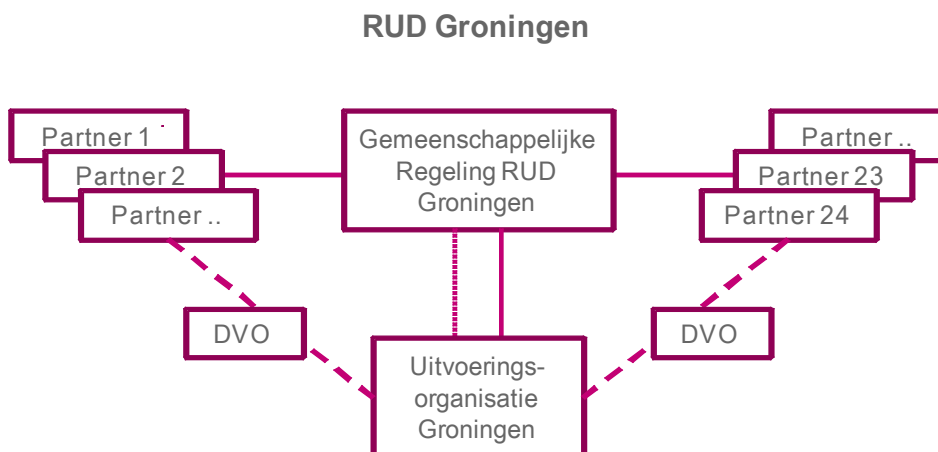 RUD Groningen
Partner 1
Partner 2
Partner ..
Gemeenschappelijke
Regeling RUD
Groningen
Partner ..
Partner 23
Partner 24
DVO
DVO
Uitvoerings-
organisatie
Groningen